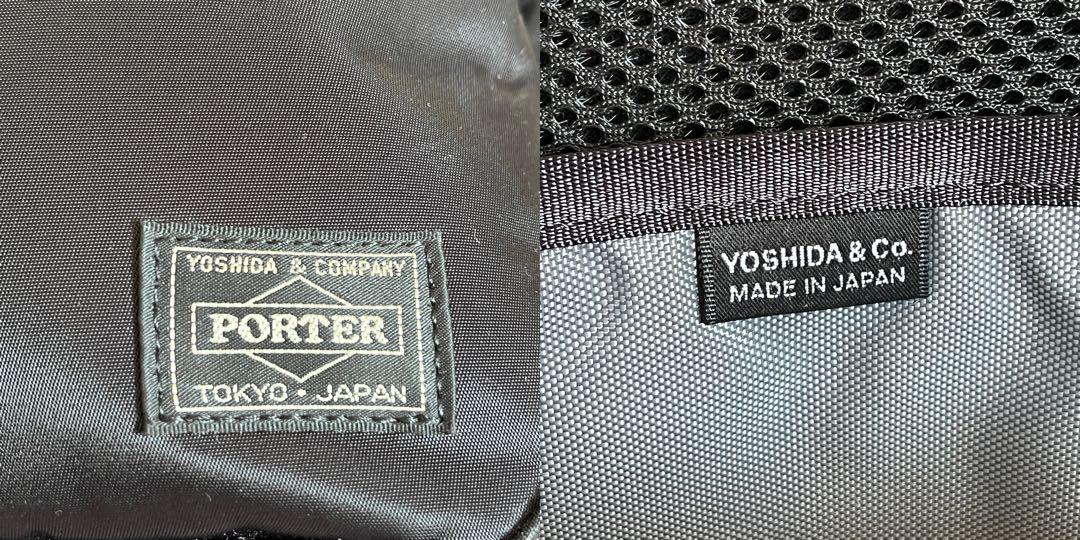 YOSHIDA & COMPANY
PORTER
TOKYO • JAPAN
YOSHIDA & Co.
MADE IN JAPAN